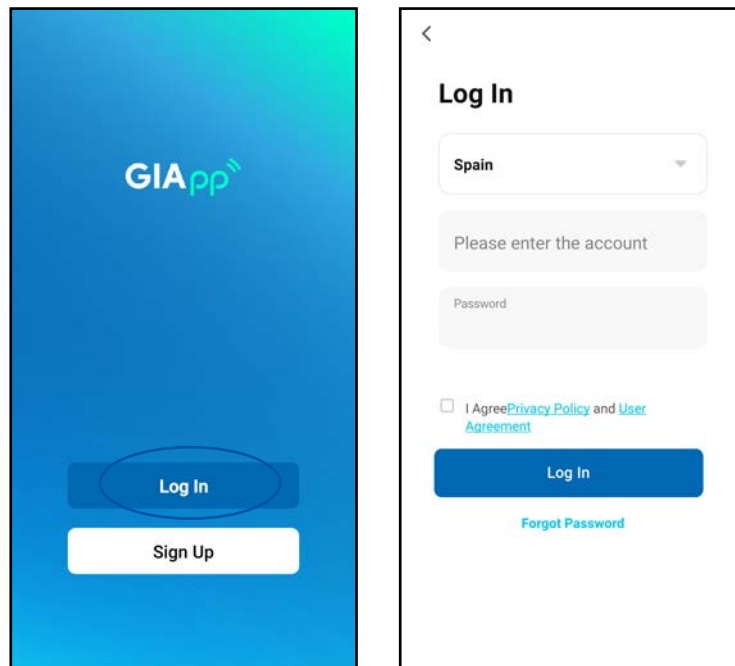 GIApp
Log In
Sign Up
Log In
Spain
Please enter the account
Password
I AgreePrivacy Policy and User
Agreement
Log In
Forgot Password